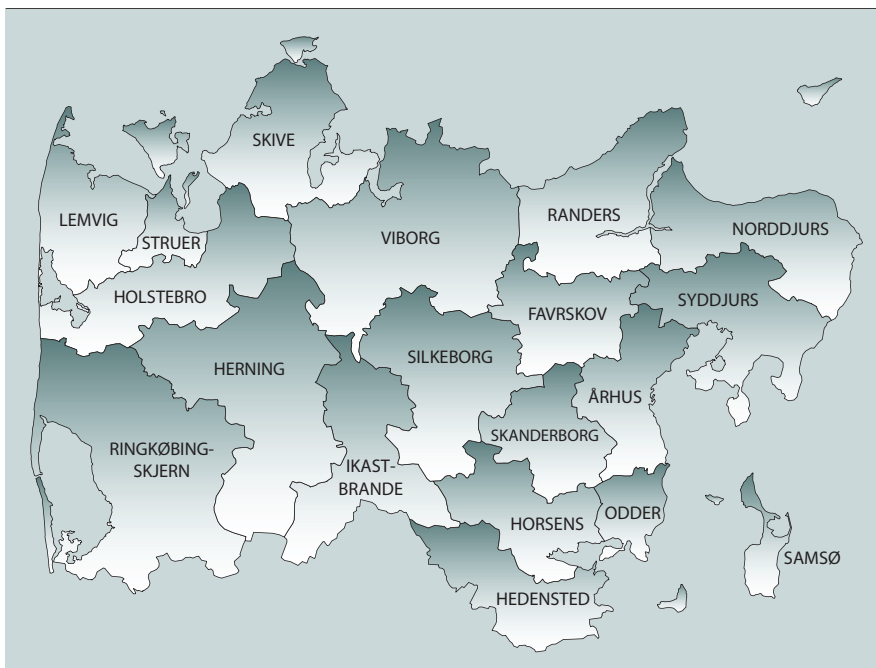 SKIVE
LEMVIG
STRUER
VIBORG
RANDERS
NORDDJURS
HOLSTEBRO
FAVRSKOV
SYDDJURS
HERNING
SILKEBORG
ÅRHUS
RINGKØBING-
SKJERN
IKAST-
BRANDE
SKANDERBORG
HORSENS
ODDER
SAMSØ
HEDENSTED